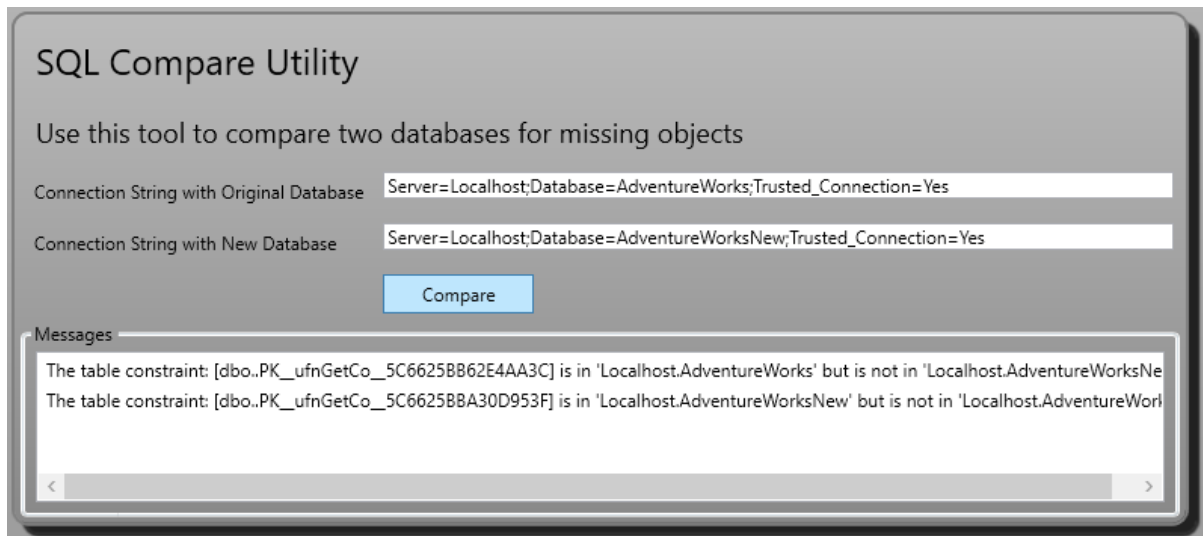 SQL Compare Utility
Use this tool to compare two databases for missing objects
Connection String with Original Database
Server=Localhost;Database=AdventureWorks;Trusted_Connection=Yes
Connection String with New Database
Server=Localhost;Database=AdventureWorksNew;Trusted_Connection=Yes
Compare
Messages
The table constraint: [dbo..PK__ufnGetCo__5C6625BB62E4AA3C] is in 'Localhost.AdventureWorks' but is not in 'Localhost.AdventureWorksNe
The table constraint: [dbo..PK__ufnGetCo__5C6625BBA30D953F] is in 'Localhost.AdventureWorksNew' but is not in 'Localhost.AdventureWork